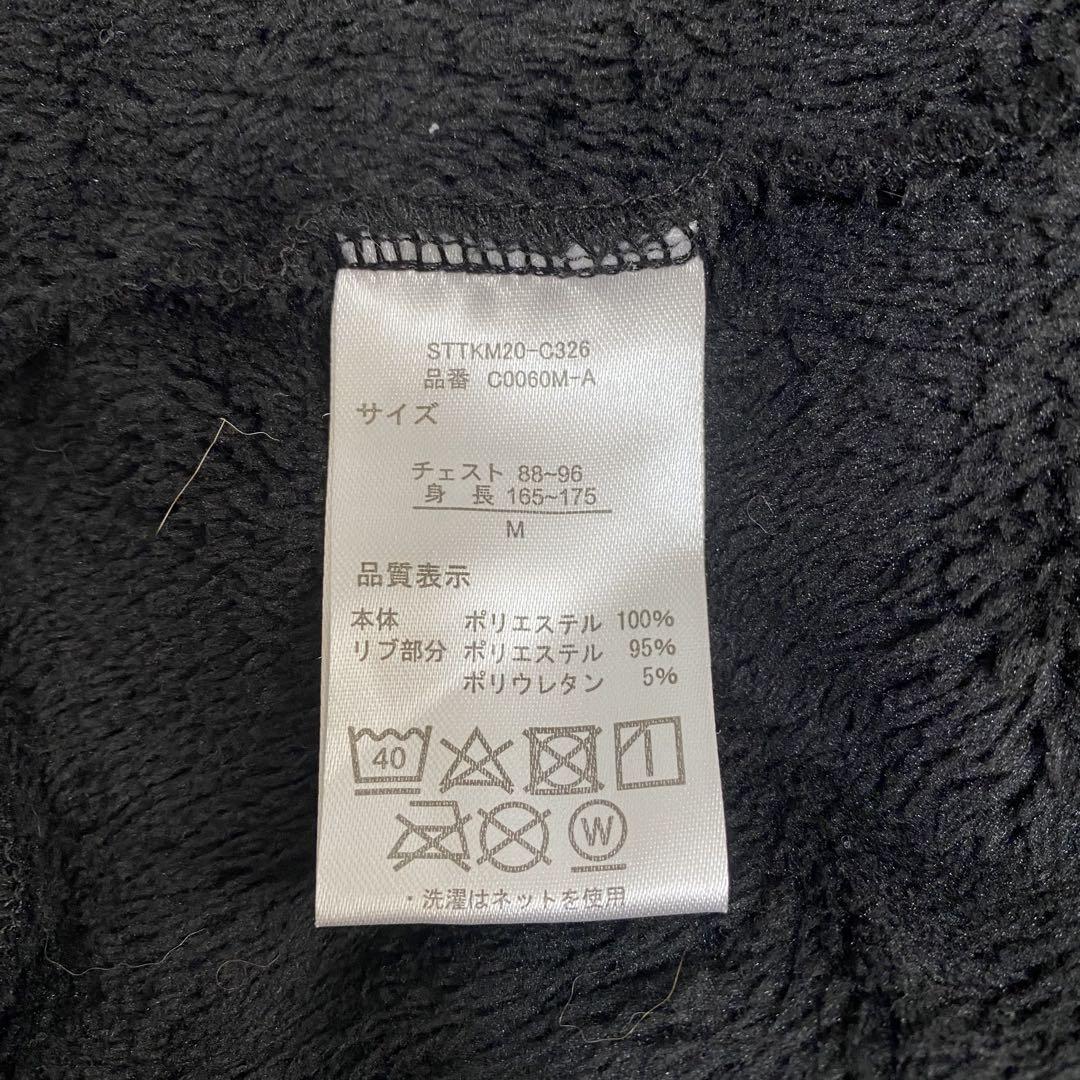 STTKM20-C326
品番 C0060M-A
サイズ
チェスト 88~96
身 長 165~175
M
品質表示
本体 ポリエステル 100%
リブ部分 ポリエステル 95%
ポリウレタン 5%
40
W
・洗濯はネットを使用